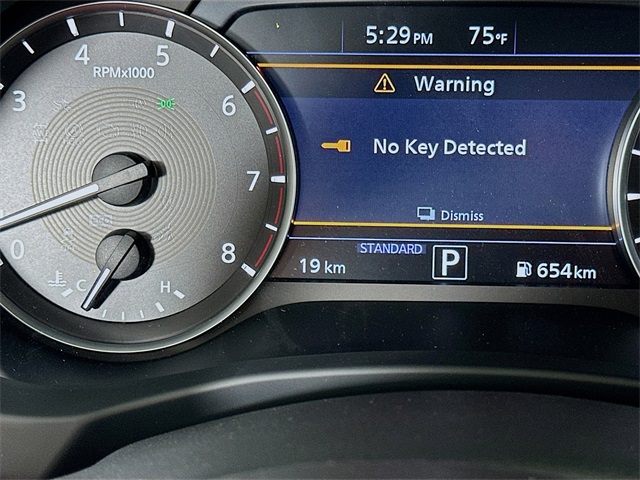 5:29 PM 75°F
Warning
No Key Detected
Dismiss
STANDARD
19 km P 654km
RPMx1000
3 4 5 6 7 8
0
C H